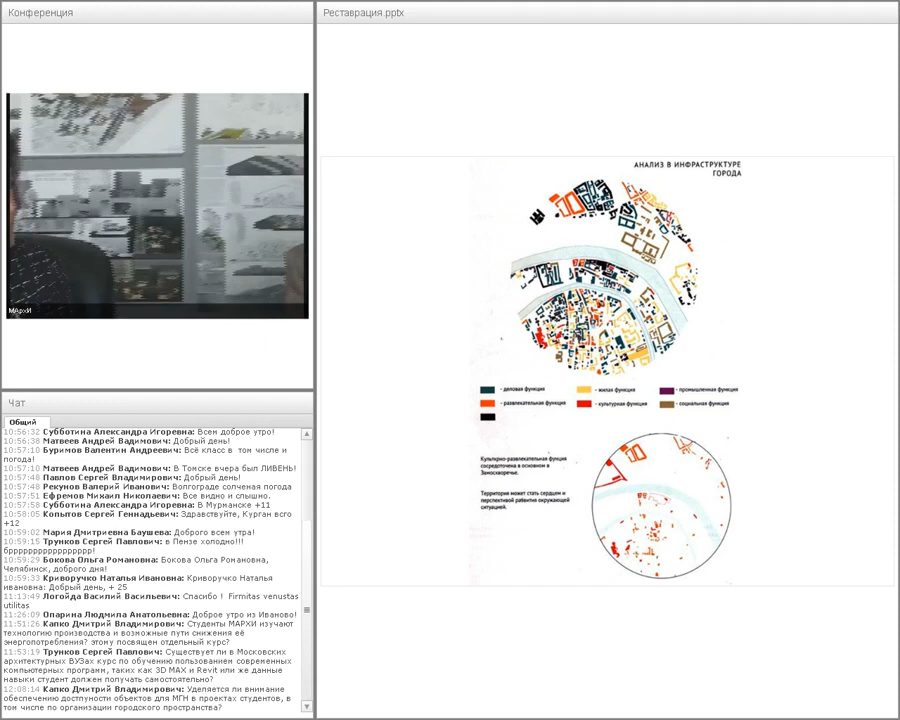 Конференция
МАрхИ
Чат
Общий
10:56:32 Субботина Александра Игоревна: Всем доброе утро!
10:56:38 Матвеев Андрей Вадимович: Добрый день!
10:57:10 Буримов Валентин Андреевич: Всё класс в том числе и
погода!
10:57:10 Матвеев Андрей Вадимович: В Томске вчера был ЛИВЕНЬ!
10:57:48 Павлов Сергей Владимирович: Добрый день!
10:57:48 Рекунов Валерий Иванович: Волгограде солченая погода
10:57:51 Ефремов Михаил Николаевич: Все видно и слышно.
10:57:58 Субботина Александра Игоревна: В Мурманске +11
10:58:05 Копытов Сергей Геннадьевич: Здравствуйте, Курган всго
+12
10:59:02 Мария Дмитриевна Баушева: Доброго всем утра!
10:59:15 Трунков Сергей Павлович: в Пензе холодно!!!
бррррррррррррррррр!
10:59:29 Бокова Ольга Романовна: Бокова Ольга Романовна,
Челябинск, доброго дня!
10:59:33 Криворучко Наталья Ивановна: Криворучко Наталья
ивановна: Добрый день, + 25
11:13:49 Логойда Василий Васильевич: Спасибо ! Firmitas venustas
utilitas
11:26:09 Опарина Людмила Анатольевна: Доброе утро из Иваново!
11:51:26 Капко Дмитрий Владимирович: Студенты МАРХИ изучают
технологию производства и возможные пути снижения её
энергопотребления? этому посвящен отдельный курс?
11:53:19 Трунков Сергей Павлович: Существует ли в Московских
архитектурных ВУЗах курс по обучению пользованием современных
компьютерных программ, таких как 3D MAX и Revit или же данные
навыки студент должен получать самостоятельно?
12:08:14 Капко Дмитрий Владимирович: Уделяется ли внимание
обеспечению достпуности объектов для МГН в проектах студентов, в
том числе по организации городского пространства?
Реставрация.pptx
АНАЛИЗ В ИНФРАСТРУКТУРЕ
ГОРОДА
- деловая функция
- жилая функция
- промышленная функция
- развлекательная функция
- культурная функция
- социальная функция
Культурно-развлекательная функция
сосредоточена в основном в
Замоскворечье.
Территория может стать сердцем и
перспективой развития окружающей
ситуацией.